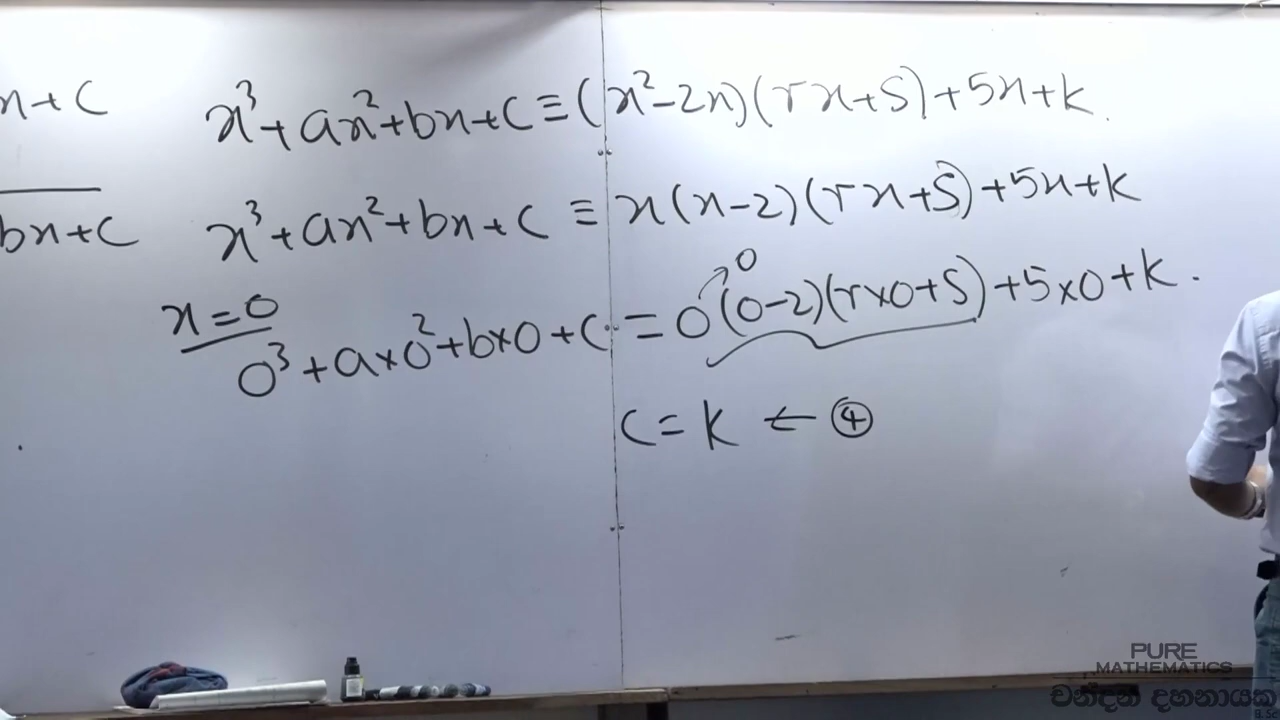 x + c
x³ + ax² + bx + c ≡ (x² - 2x)(rx + s) + 5x + k
bx + c
x³ + ax² + bx + c ≡ x(x - 2)(rx + s) + 5x + k
x = 0
0
0³ + a×0² + b×0 + c = 0(0 - 2)(r×0 + s) + 5×0 + k.
c = k ← ④
PURE
MATHEMATICS
චන්දන දහනායක